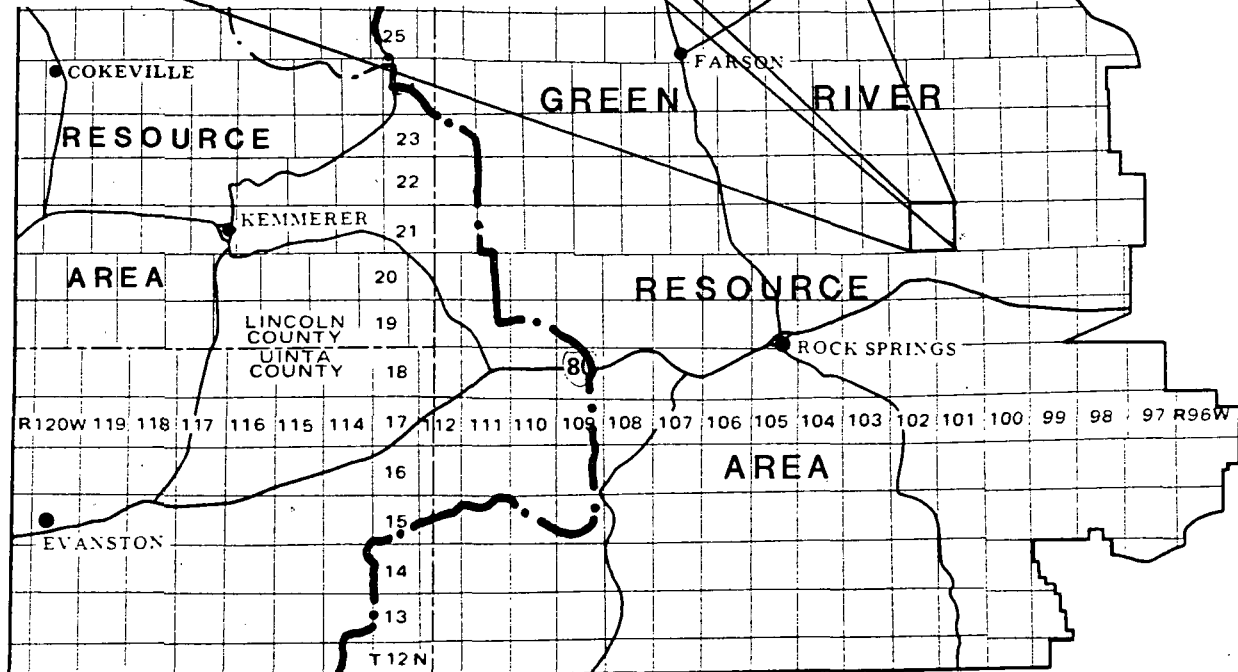 25
COKEVILLE
FARSON
GREEN RIVER
RESOURCE
23
22
KEMMERER
21
AREA
20
RESOURCE
LINCOLN
COUNTY
19
UINTA
COUNTY
ROCK SPRINGS
80
18
R120W 119 118 117 116 115 114 17 112 111 110 109 108 107 106 105 104 103 102 101 100 99 98 97 R96W
16
AREA
15
EVANSTON
14
13
T12N